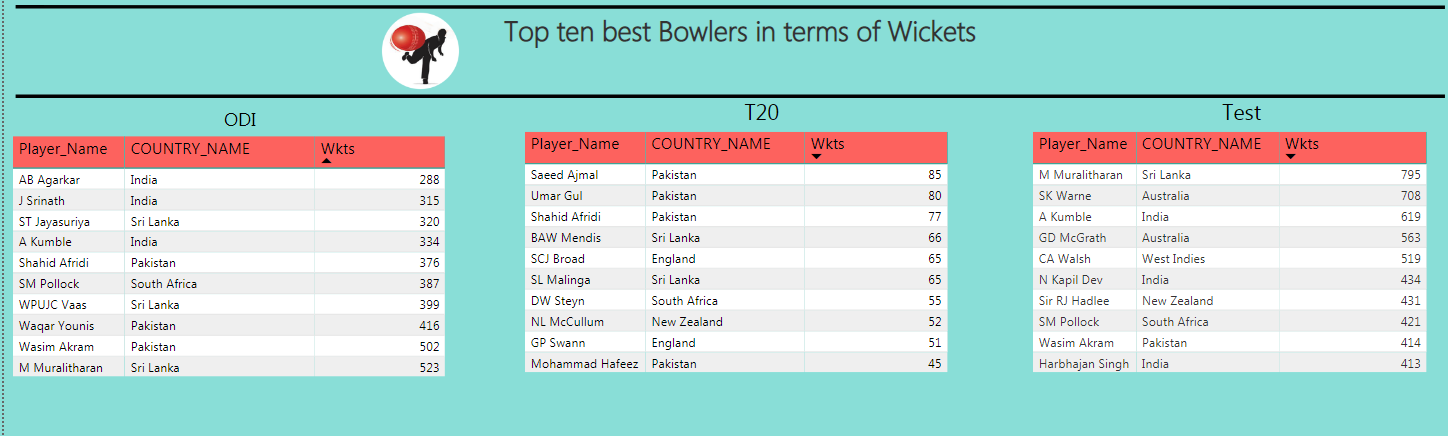 Top ten best Bowlers in terms of Wickets
ODI
Player_Name COUNTRY_NAME Wkts
AB Agarkar India 288
J Srinath India 315
ST Jayasuriya Sri Lanka 320
A Kumble India 334
Shahid Afridi Pakistan 376
SM Pollock South Africa 387
WPUJC Vaas Sri Lanka 399
Waqar Younis Pakistan 416
Wasim Akram Pakistan 502
M Muralitharan Sri Lanka 523
T20
Player_Name COUNTRY_NAME Wkts
Saeed Ajmal Pakistan 85
Umar Gul Pakistan 80
Shahid Afridi Pakistan 77
BAW Mendis Sri Lanka 66
SCJ Broad England 65
SL Malinga Sri Lanka 65
DW Steyn South Africa 55
NL McCullum New Zealand 52
GP Swann England 51
Mohammad Hafeez Pakistan 45
Test
Player_Name COUNTRY_NAME Wkts
M Muralitharan Sri Lanka 795
SK Warne Australia 708
A Kumble India 619
GD McGrath Australia 563
CA Walsh West Indies 519
N Kapil Dev India 434
Sir RJ Hadlee New Zealand 431
SM Pollock South Africa 421
Wasim Akram Pakistan 414
Harbhajan Singh India 413